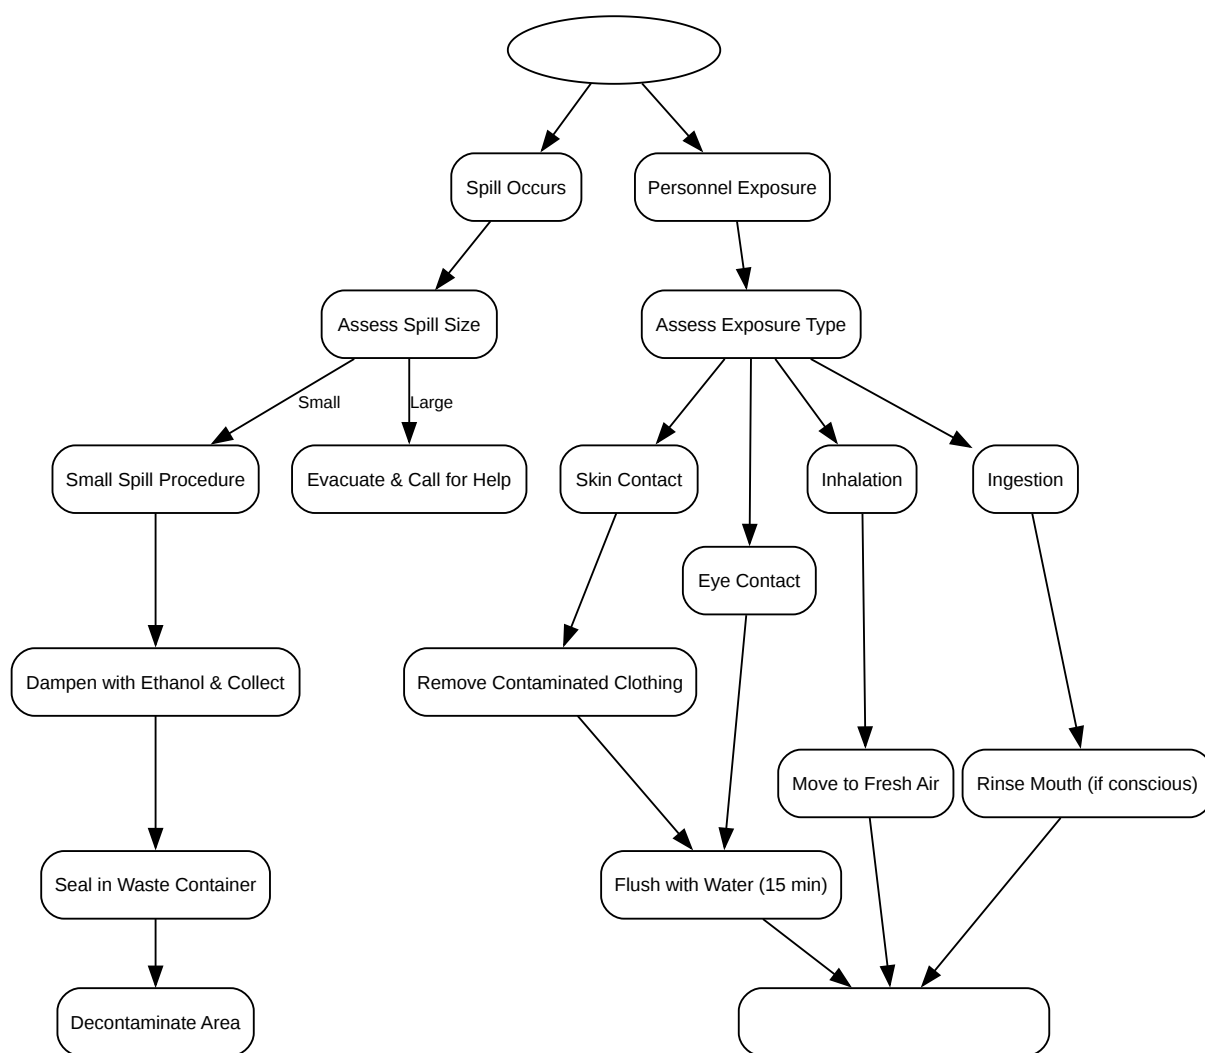 Spill Occurs
Personnel Exposure
Assess Spill Size
Assess Exposure Type
Small
Large
Small Spill Procedure
Evacuate & Call for Help
Skin Contact
Inhalation
Ingestion
Eye Contact
Dampen with Ethanol & Collect
Remove Contaminated Clothing
Move to Fresh Air
Rinse Mouth (if conscious)
Seal in Waste Container
Flush with Water (15 min)
Decontaminate Area